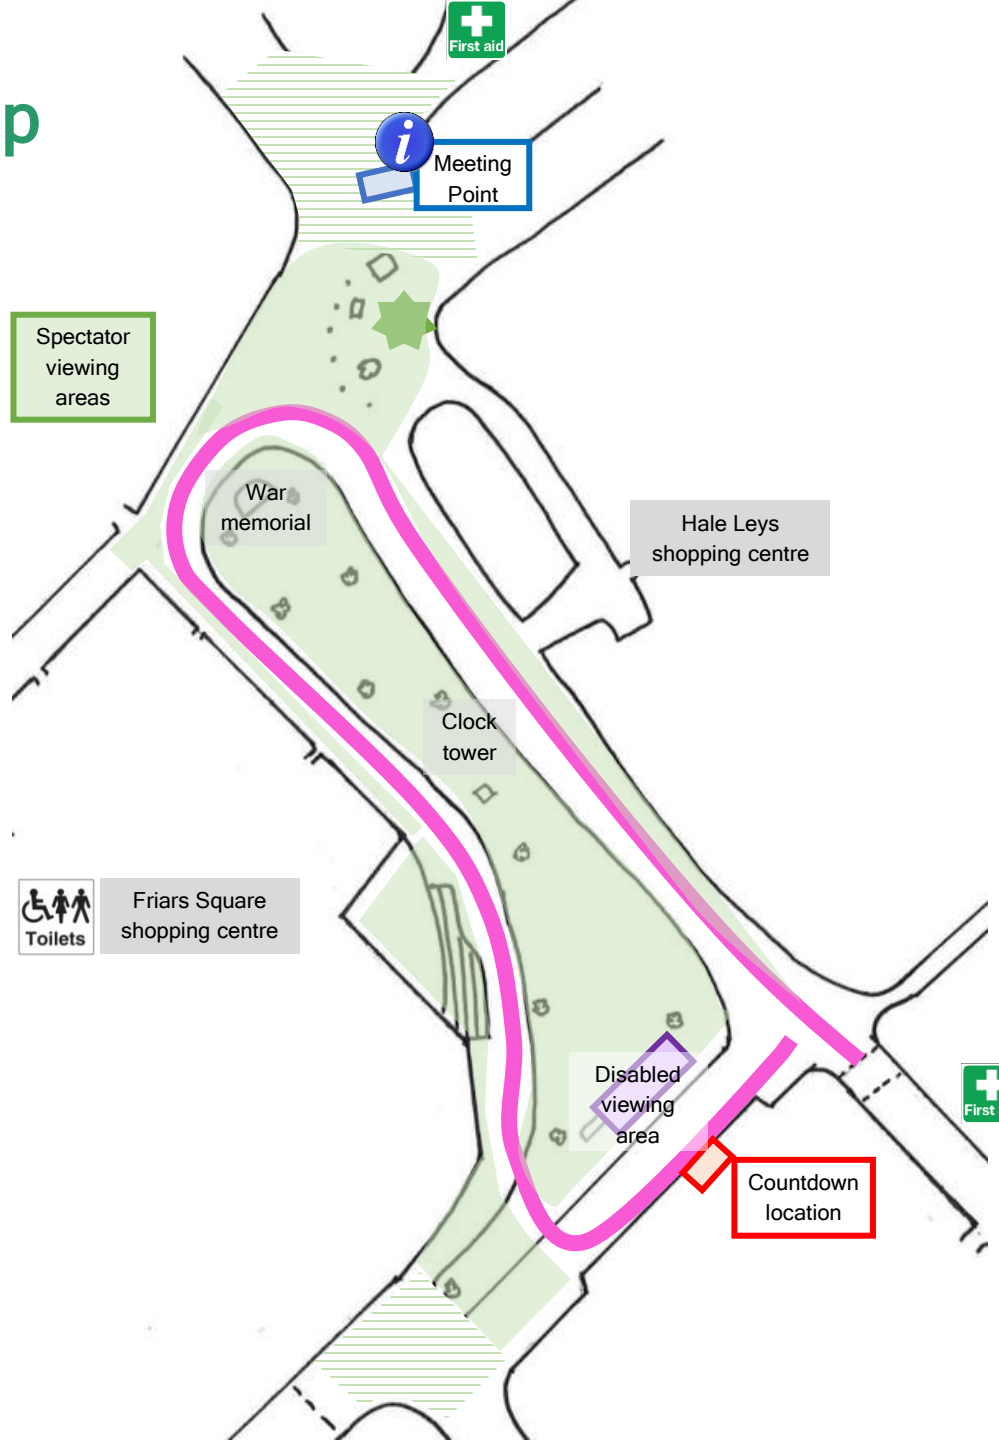 First aid
p
Meeting
Point
Spectator
viewing
areas
War
memorial
Hale Leys
shopping centre
Clock
tower
Friars Square
shopping centre
Toilets
Disabled
viewing
area
First
Countdown
location